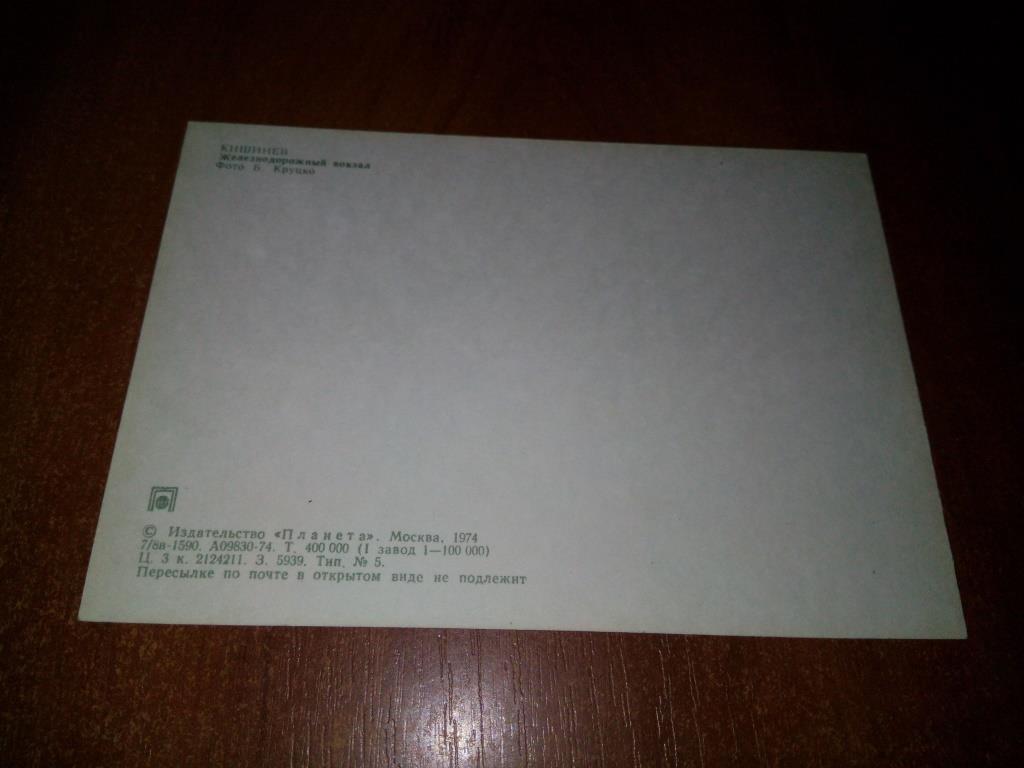 КИШИНЕВ
Железнодорожный вокзал
Фото Б. Круцко
© Издательство «Планета». Москва, 1974
7/8в-1590. А09830-74. Т. 400 000 (I завод 1—100 000)
Ц. 3 к. 2124211. З. 5939. Тип. № 5.
Пересылке по почте в открытом виде не подлежит